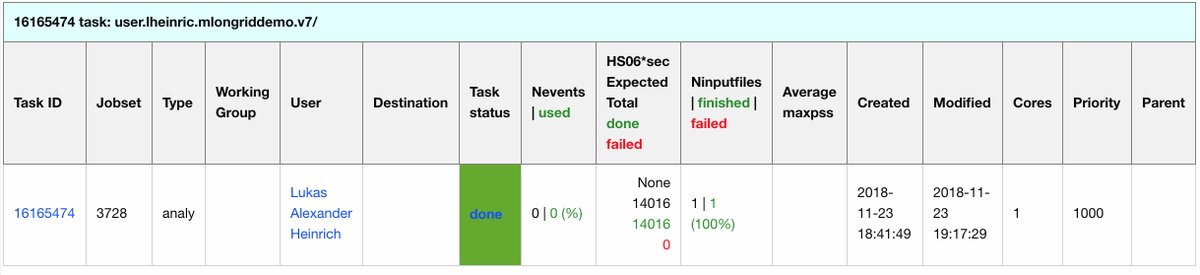 16165474 task: user.lheinric.mlongriddemo.v7/
Task ID
Jobset
Type
Working
Group
User
Destination
Task
status
Nevents
| used
HS06*sec
Expected
Total
done
failed
Ninputfiles
| finished |
failed
Average
maxpss
Created
Modified
Cores
Priority
Parent
16165474
3728
analy
Lukas
Alexander
Heinrich
done
0 | 0 (%)
None
14016
14016
0
1 | 1
(100%)
2018-
11-23
18:41:49
2018-11-
23
19:17:29
1
1000